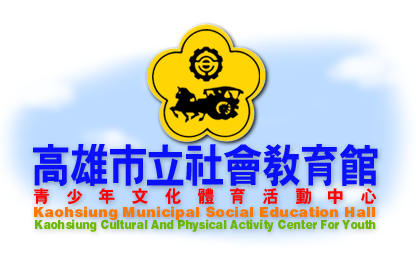 高雄市立社會教育館
青少年文化體育活動中心
Kaohsiung Municipal Social Education Hall
Kaohsiung Cultural And Physical Activity Center For Youth